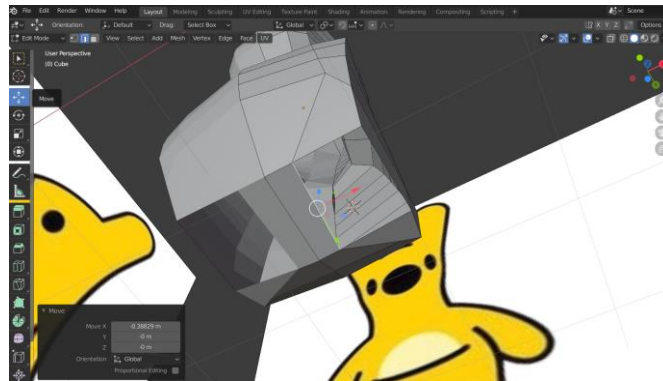 File Edit Render Window Help Layout Modeling Sculpting UV Editing Texture Paint Shading Animation Rendering Compositing Scripting + Scene
Orientation: Default Drag: Select Box Global X Y Z Options
Edit Mode View Select Add Mesh Vertex Edge Face UV
User Perspective
(0) Cube
Move
Move
Move X -0.38829 m
Y -0 m
Z -0 m
Orientation Global
Proportional Editing